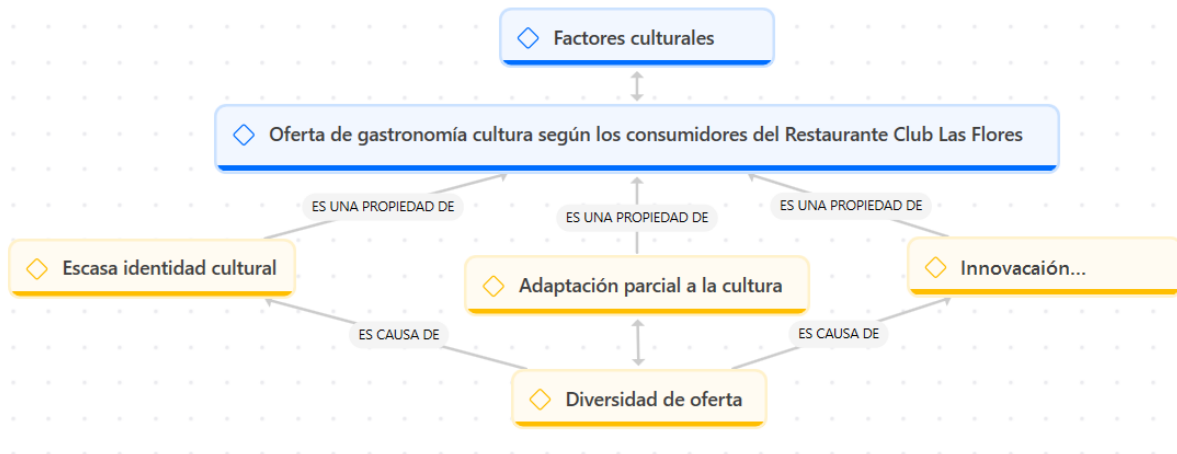 Factores culturales
Oferta de gastronomía cultura según los consumidores del Restaurante Club Las Flores
ES UNA PROPIEDAD DE
ES UNA PROPIEDAD DE
ES UNA PROPIEDAD DE
Escasa identidad cultural
Adaptación parcial a la cultura
Innovacaión...
ES CAUSA DE
ES CAUSA DE
Diversidad de oferta